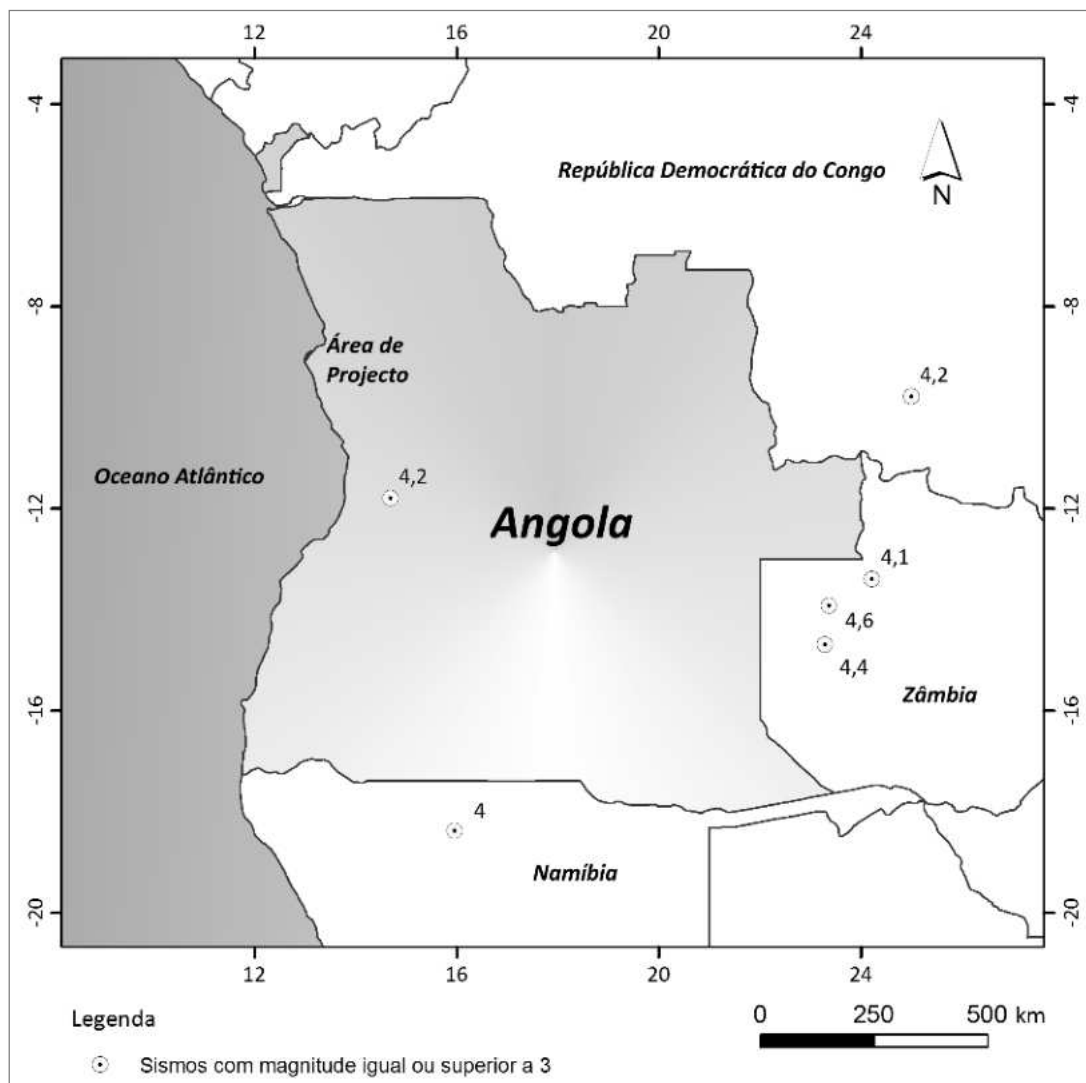 12 16 20 24
-4 -4
República Democrática do Congo
N
-8 -8
Área de
Projecto
4,2
Oceano Atlântico
4,2
-12 -12
Angola
4,1
4,6
4,4
Zâmbia
-16 -16
4
Namíbia
-20 -20
12 16 20 24
Legenda
0 250 500 km
Sismos com magnitude igual ou superior a 3